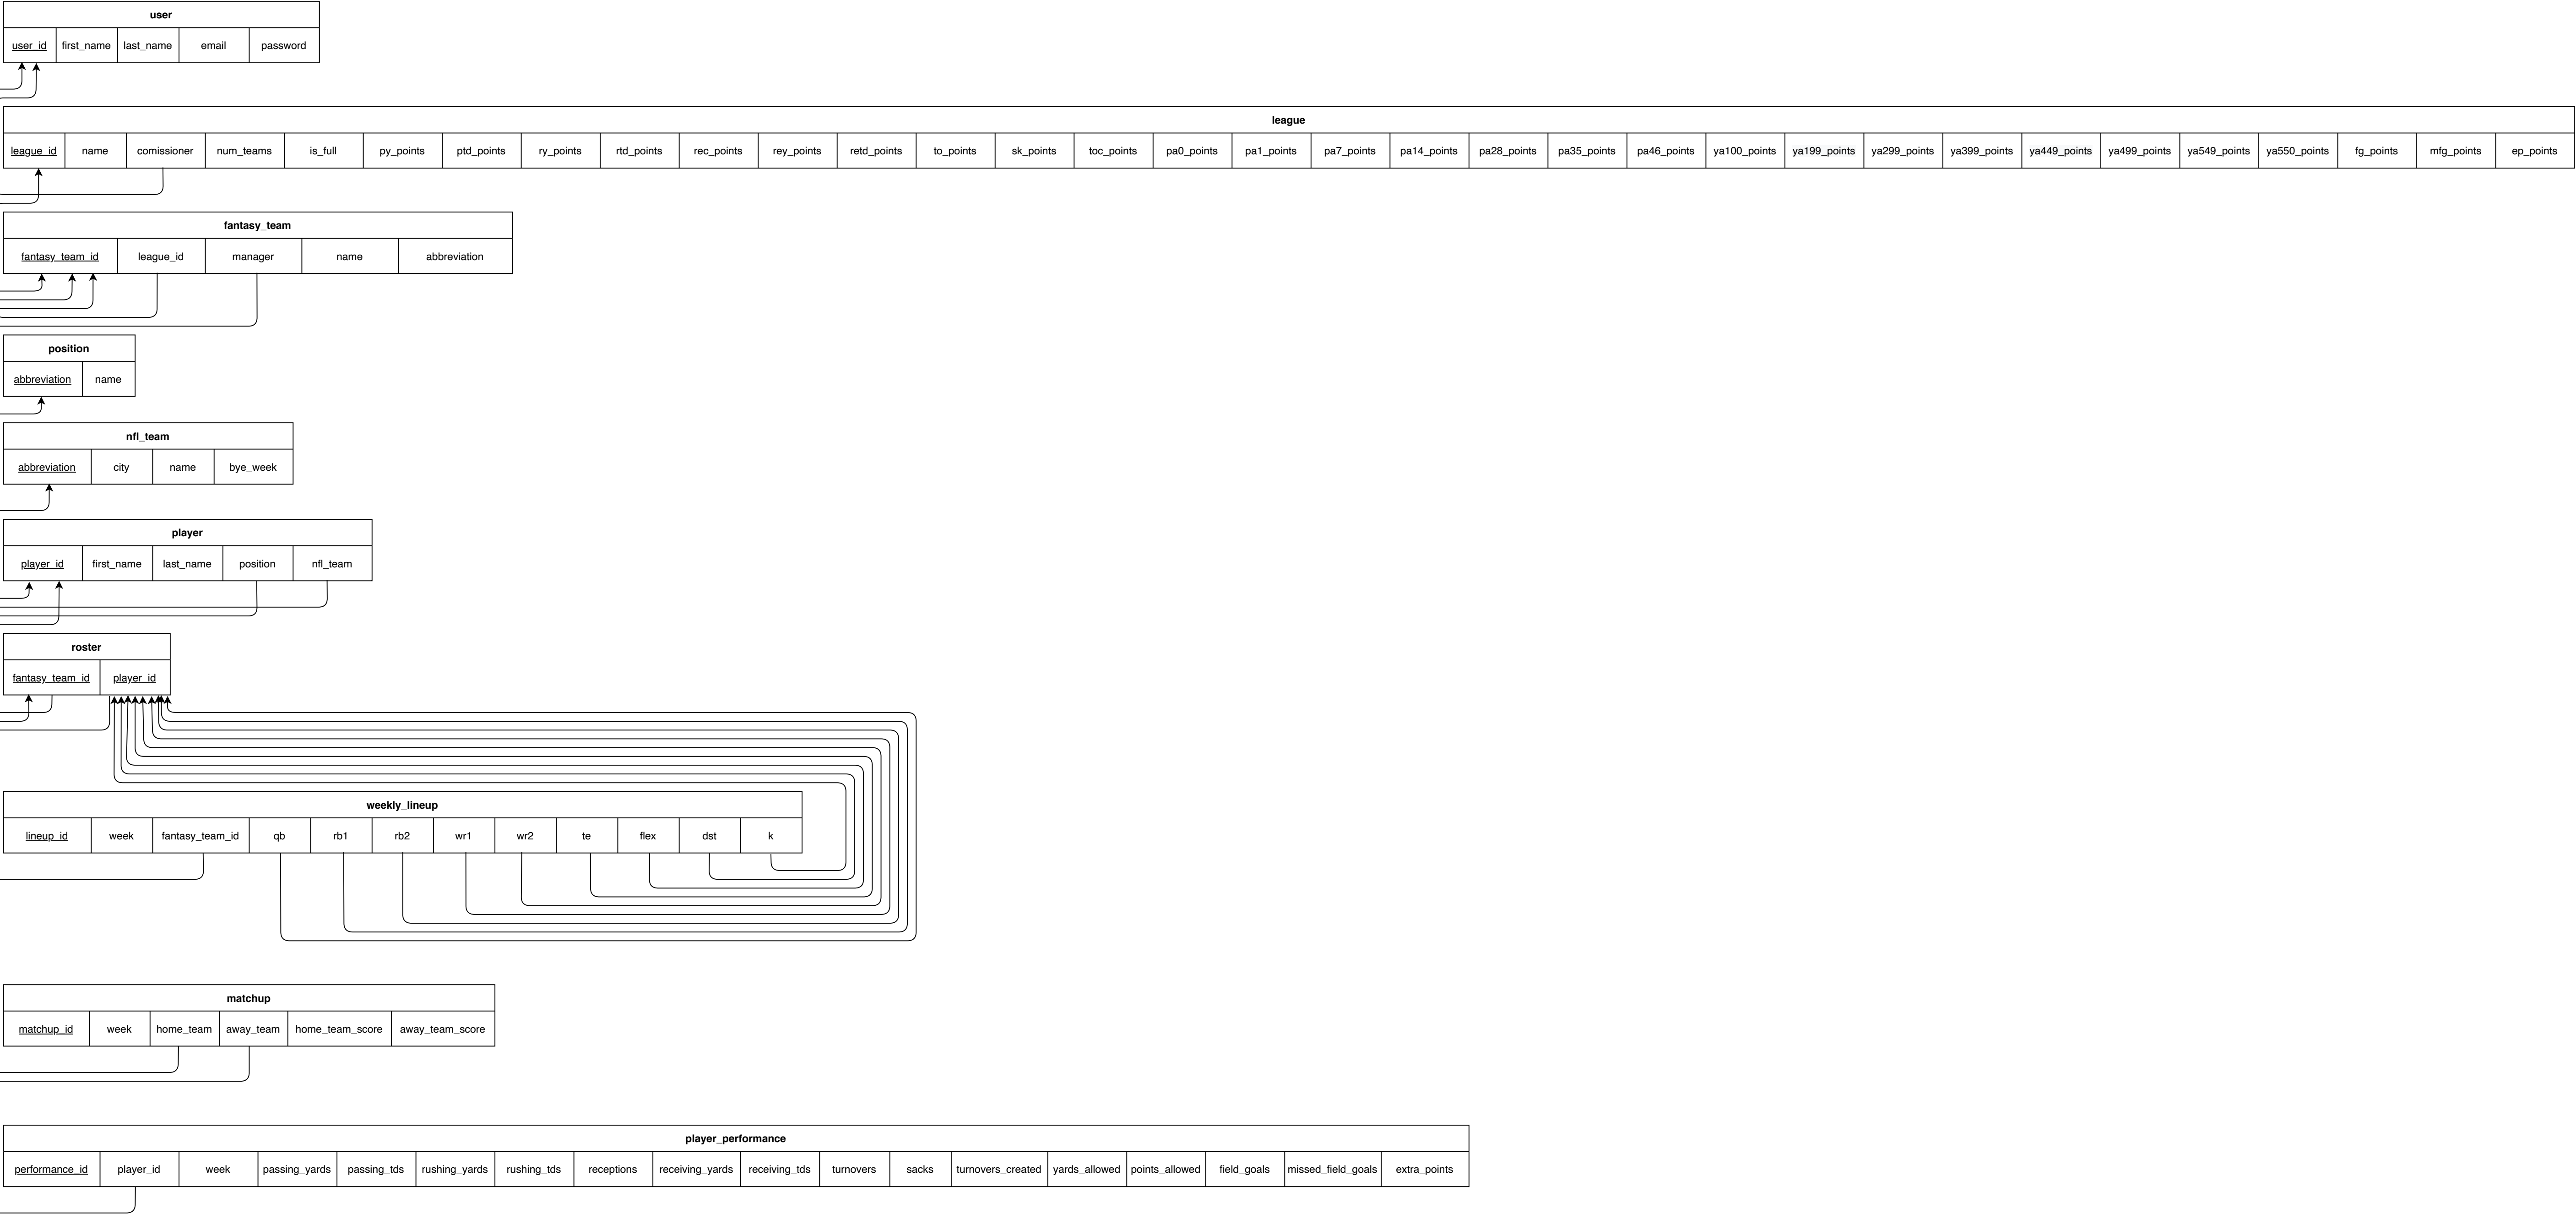 user
user_id first_name last_name email password
league
league_id name comissioner num_teams is_full py_points ptd_points ry_points rtd_points rec_points rey_points retd_points to_points sk_points toc_points pa0_points pa1_points pa7_points pa14_points pa28_points pa35_points pa46_points ya100_points ya199_points ya299_points ya399_points ya449_points ya499_points ya549_points ya550_points fg_points mfg_points ep_points
fantasy_team
fantasy_team_id league_id manager name abbreviation
position
abbreviation name
nfl_team
abbreviation city name bye_week
player
player_id first_name last_name position nfl_team
roster
fantasy_team_id player_id
weekly_lineup
lineup_id week fantasy_team_id qb rb1 rb2 wr1 wr2 te flex dst k
matchup
matchup_id week home_team away_team home_team_score away_team_score
player_performance
performance_id player_id week passing_yards passing_tds rushing_yards rushing_tds receptions receiving_yards receiving_tds turnovers sacks turnovers_created yards_allowed points_allowed field_goals missed_field_goals extra_points